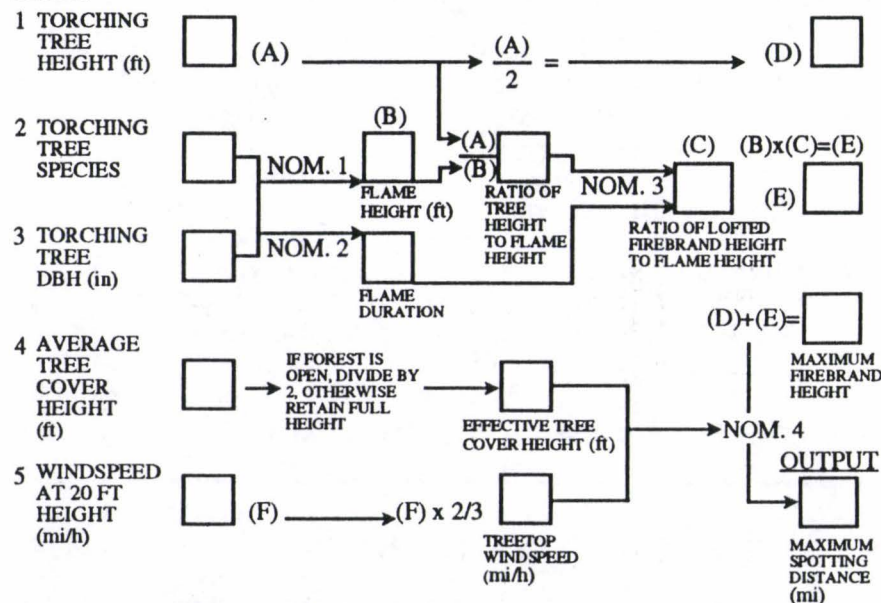 1 TORCHING
TREE
HEIGHT (ft)
(A)
(A)
2
=
(D)
2 TORCHING
TREE
SPECIES
NOM. 1
(B)
FLAME
HEIGHT (ft)
(A)
(B)
RATIO OF
TREE
HEIGHT
TO FLAME
HEIGHT
NOM. 3
(C)
RATIO OF LOFTED
FIREBRAND HEIGHT
TO FLAME HEIGHT
(B)x(C)=(E)
(E)
3 TORCHING
TREE
DBH (in)
NOM. 2
FLAME
DURATION
(D)+(E)=
MAXIMUM
FIREBRAND
HEIGHT
4 AVERAGE
TREE
COVER
HEIGHT
(ft)
IF FOREST IS
OPEN, DIVIDE BY
2, OTHERWISE
RETAIN FULL
HEIGHT
EFFECTIVE TREE
COVER HEIGHT (ft)
NOM. 4
5 WINDSPEED
AT 20 FT
HEIGHT
(mi/h)
(F)
(F) x 2/3
TREETOP
WINDSPEED
(mi/h)
OUTPUT
MAXIMUM
SPOTTING
DISTANCE
(mi)